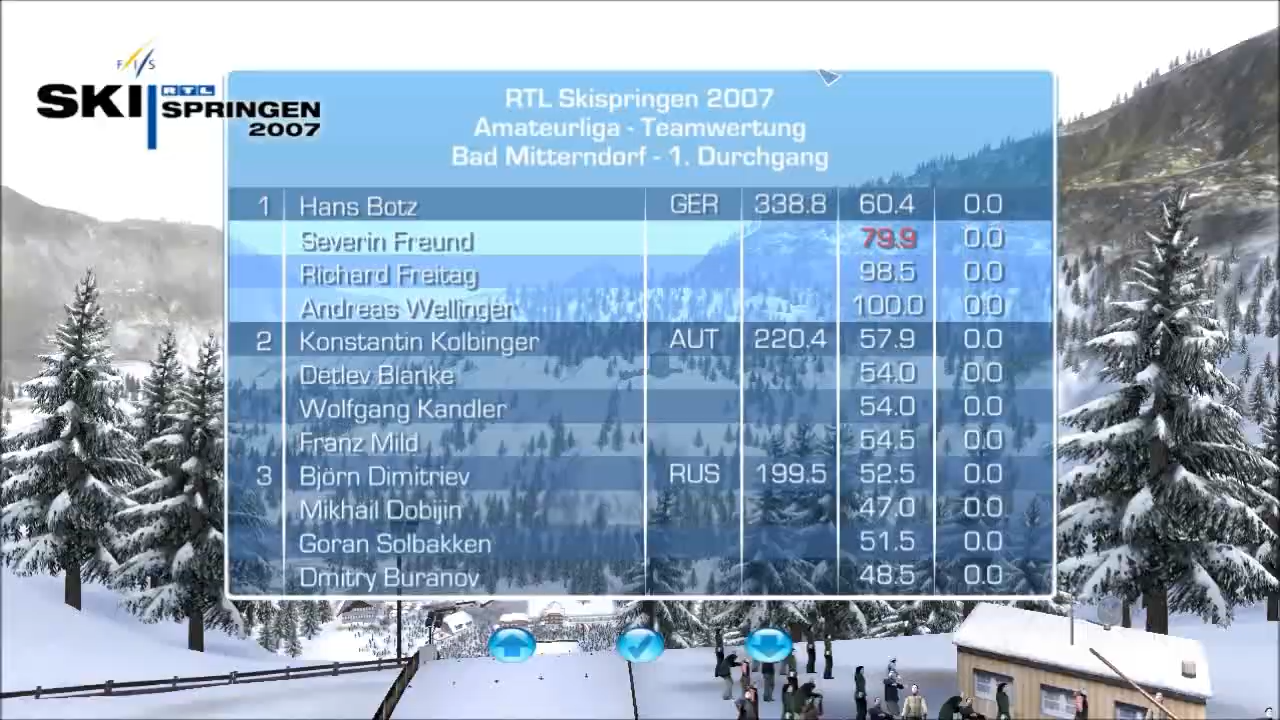 FIS
SKI RTL SPRINGEN 2007
RTL Skispringen 2007
Amateurliga - Teamwertung
Bad Mitterndorf - 1. Durchgang
1 Hans Botz GER 338.8 60.4 0.0
Severin Freund 79.9 0.0
Richard Freitag 98.5 0.0
Andreas Wellinger 100.0 0.0
2 Konstantin Kolbinger AUT 220.4 57.9 0.0
Detlev Blanke 54.0 0.0
Wolfgang Kandler 54.0 0.0
Franz Mild 54.5 0.0
3 Björn Dimitriev RUS 199.5 52.5 0.0
Mikhail Dobijin 47.0 0.0
Goran Solbakken 51.5 0.0
Dmitry Buranov 48.5 0.0